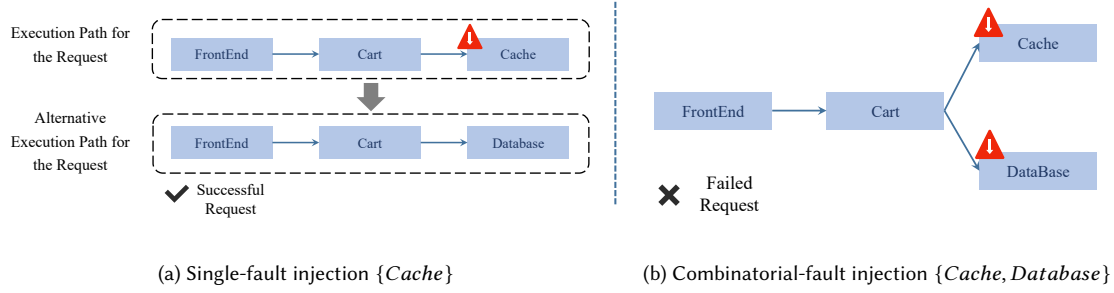 Execution Path for
the Request
FrontEnd
Cart
Cache
Alternative
Execution Path for
the Request
FrontEnd
Cart
Database
Successful
Request
(a) Single-fault injection {Cache}
Cache
FrontEnd
Cart
DataBase
Failed
Request
(b) Combinatorial-fault injection {Cache, Database}